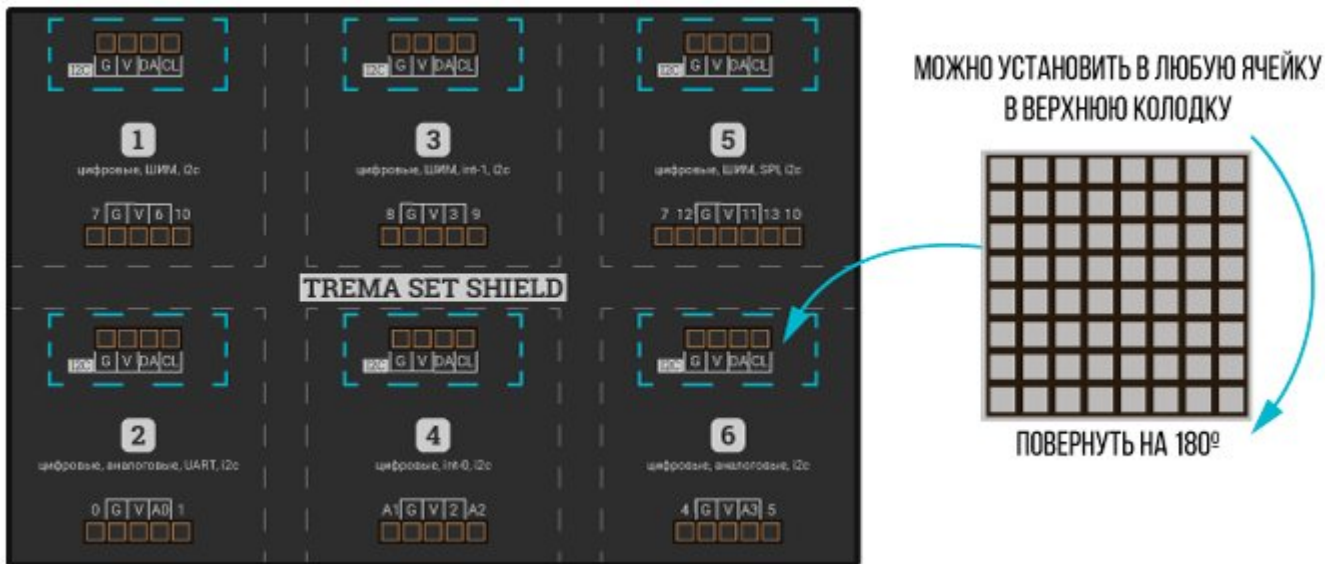 I2C G V DA CL
I2C G V DA CL
I2C G V DA CL
1
3
5
цифровые, ШИМ, i2c
цифровые, ШИМ, int-1, i2c
цифровые, ШИМ, SPI, i2c
7 G V 6 10
8 G V 3 9
7 12 G V 11 13 10
TREMA SET SHIELD
I2C G V DA CL
I2C G V DA CL
I2C G V DA CL
2
4
6
цифровые, аналоговые, UART, i2c
цифровые, int-0, i2c
цифровые, аналоговые, i2c
0 G V A0 1
A1 G V 2 A2
4 G V A3 5
МОЖНО УСТАНОВИТЬ В ЛЮБУЮ ЯЧЕЙКУ
В ВЕРХНЮЮ КОЛОДКУ
ПОВЕРНУТЬ НА 180º